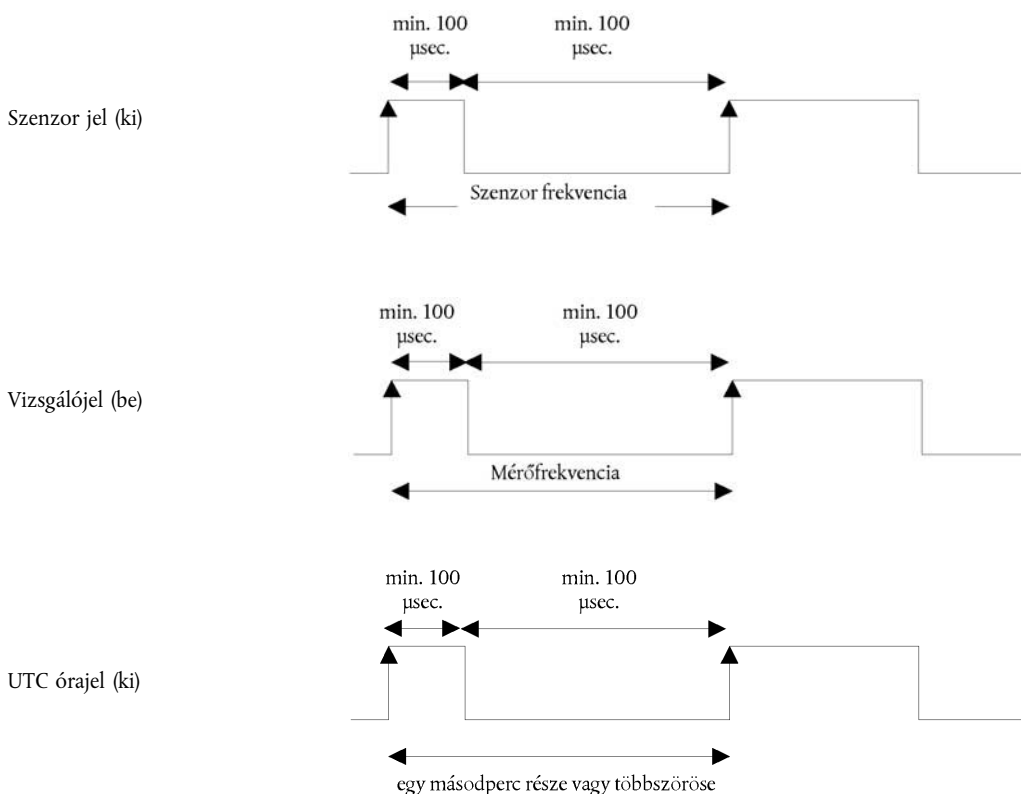 min. 100
µsec.
min. 100
µsec.
Szenzor jel (ki)
Szenzor frekvencia
min. 100
µsec.
min. 100
µsec.
Vizsgálójel (be)
Mérőfrekvencia
min. 100
µsec.
min. 100
µsec.
UTC órajel (ki)
egy másodperc része vagy többszöröse